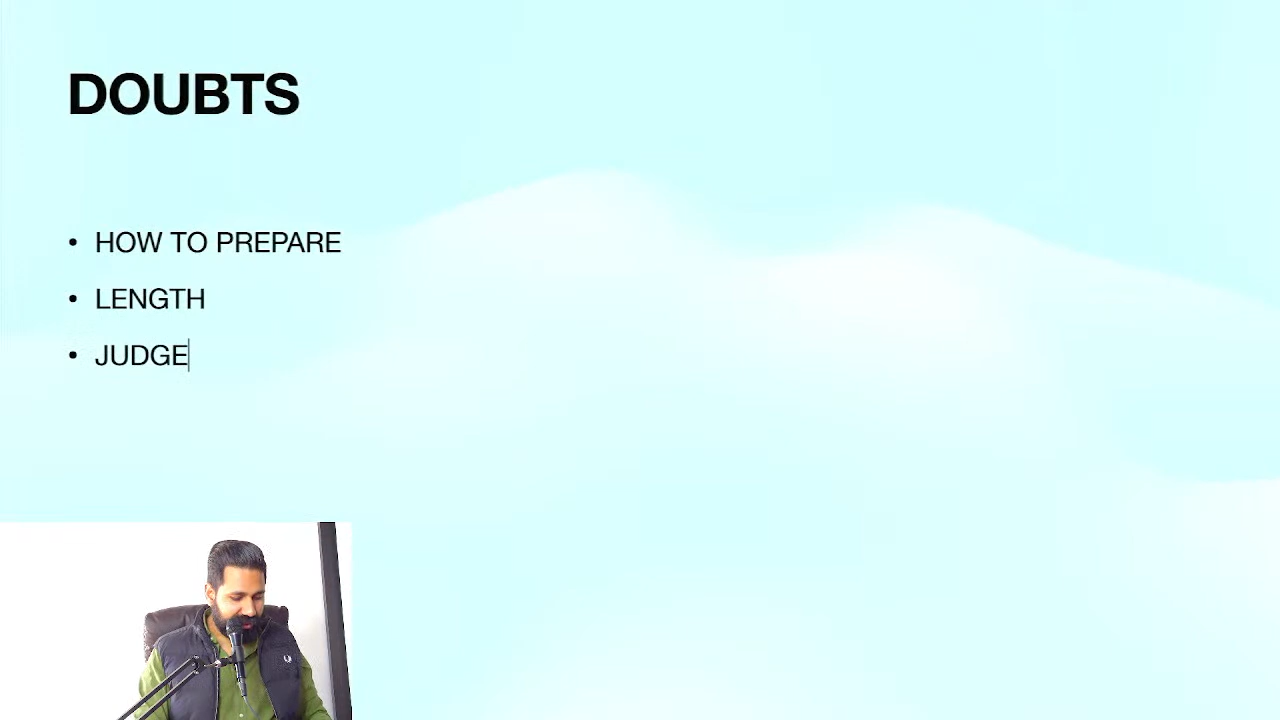 DOUBTS
• HOW TO PREPARE
• LENGTH
• JUDGE